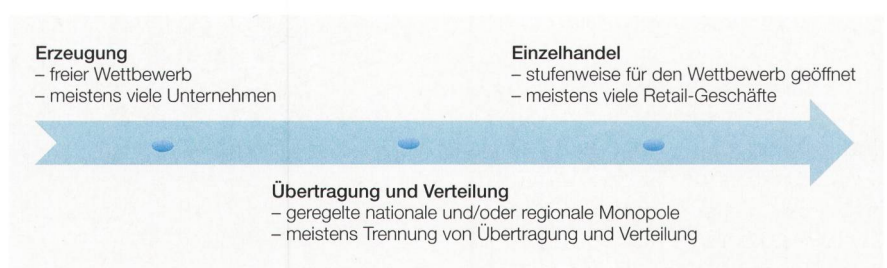 Erzeugung
– freier Wettbewerb
– meistens viele Unternehmen
Übertragung und Verteilung
– geregelte nationale und/oder regionale Monopole
– meistens Trennung von Übertragung und Verteilung
Einzelhandel
– stufenweise für den Wettbewerb geöffnet
– meistens viele Retail-Geschäfte